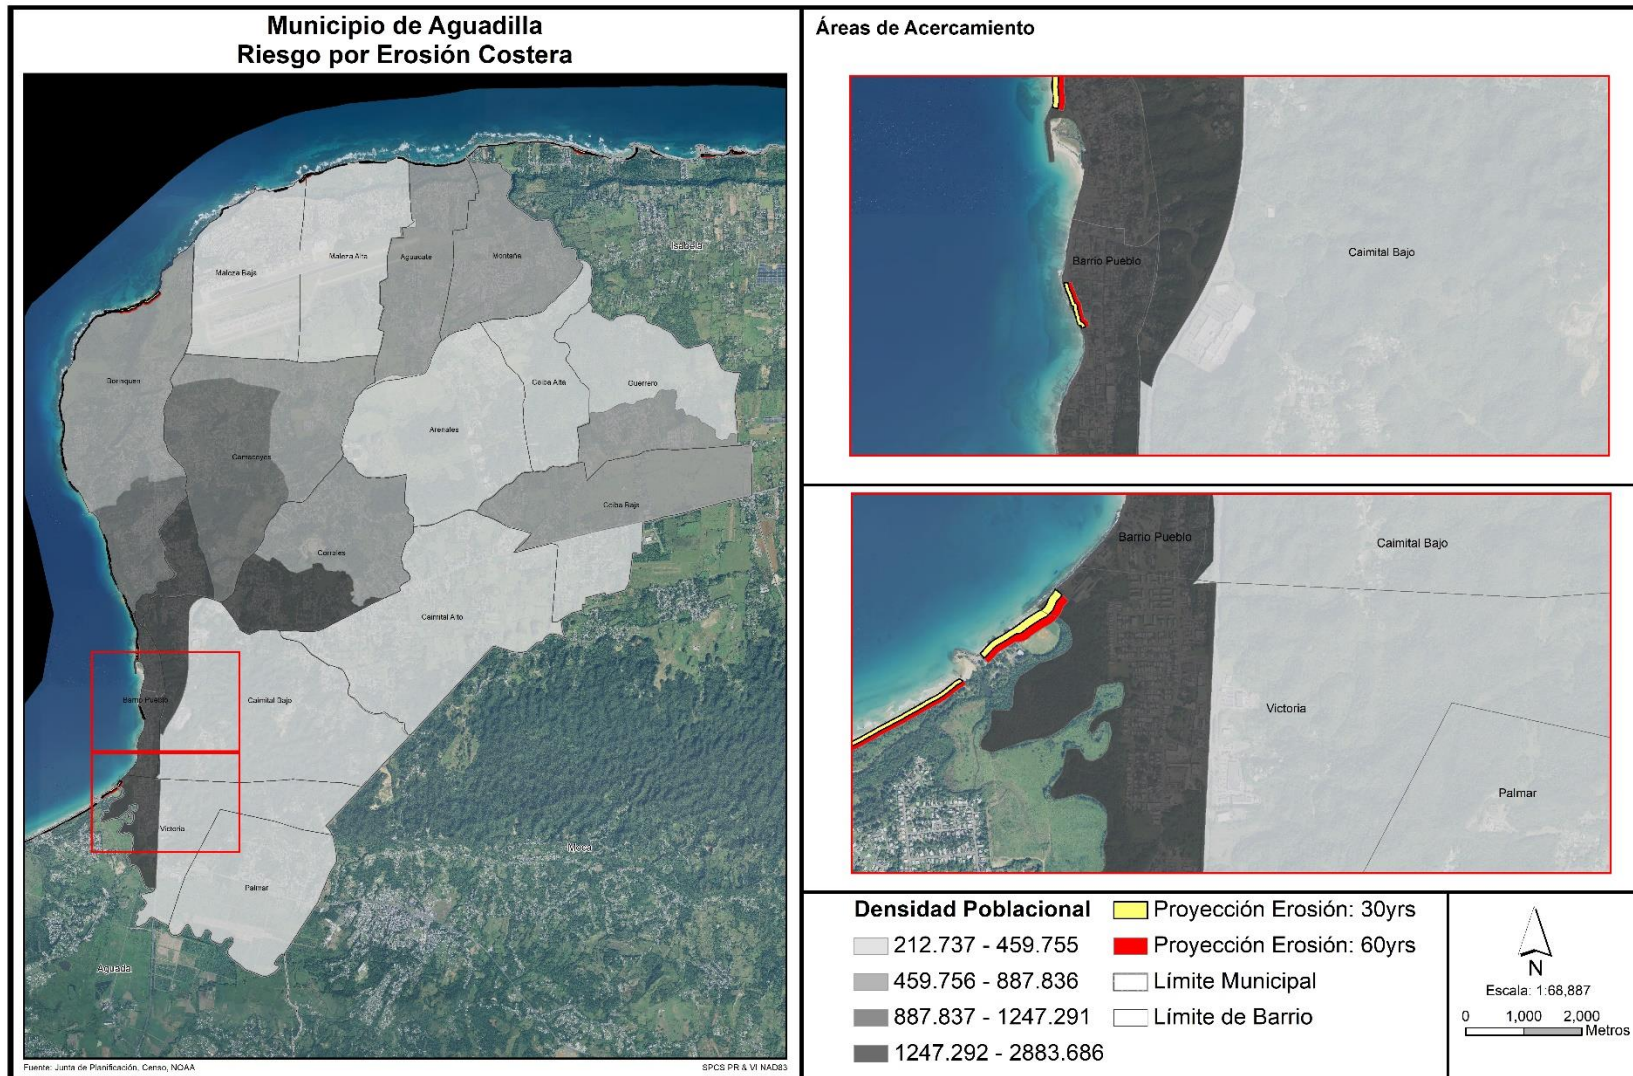 Municipio de Aguadilla
Riesgo por Erosión Costera
Isabela
Maleza Baja
Maleza Alta
Aguacate
Montaña
Borinquen
Ceiba Alta
Guerrero
Camaceyes
Arenales
Ceiba Baja
Corrales
Caimital Alto
Barrio Pueblo
Caimital Bajo
Victoria
Moca
Palmar
Aguada
Fuente: Junta de Planificación, Censo, NOAA
SPCS PR & VI NAD83
Áreas de Acercamiento
Caimital Bajo
Barrio Pueblo
Barrio Pueblo
Caimital Bajo
Victoria
Palmar
Densidad Poblacional
212.737 - 459.755
459.756 - 887.836
887.837 - 1247.291
1247.292 - 2883.686
Proyección Erosión: 30yrs
Proyección Erosión: 60yrs
Límite Municipal
Límite de Barrio
N
Escala: 1:68,887
0 1,000 2,000
Metros